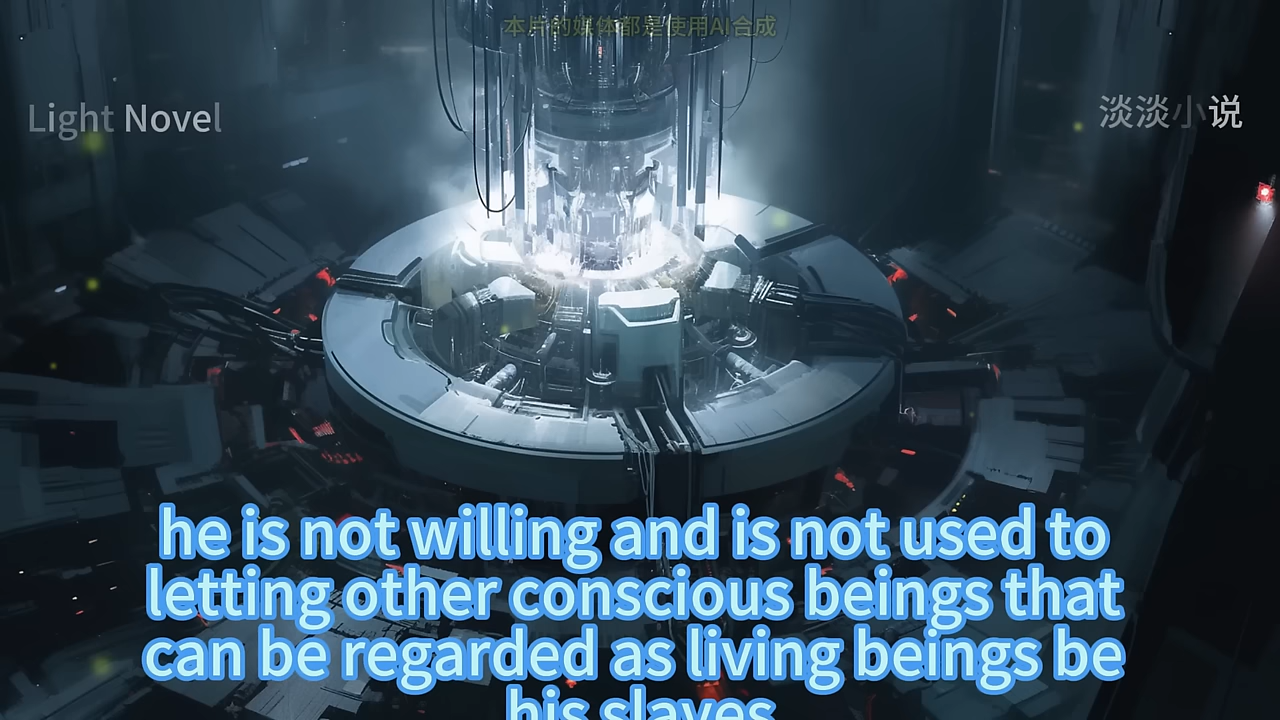 本片的媒体都是使用AI合成
Light Novel
淡淡小说
he is not willing and is not used to
letting other conscious beings that
can be regarded as living beings be
his slaves